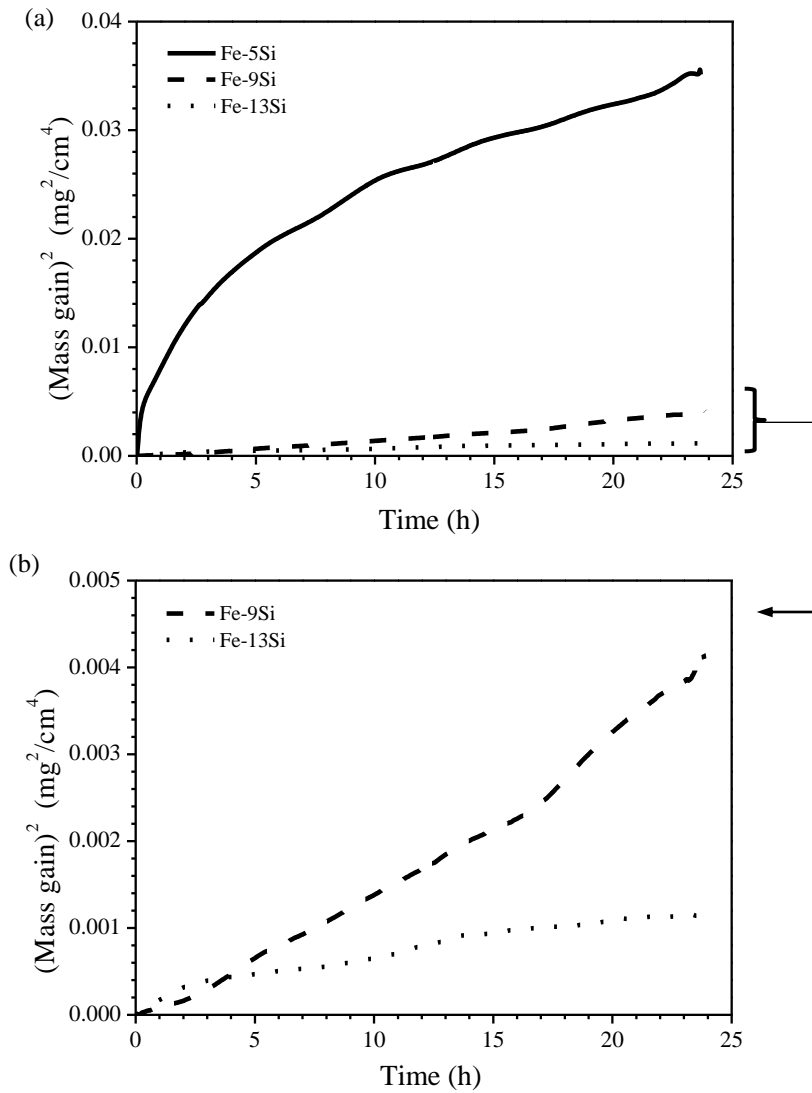 (a)
0.04
Fe-5Si
Fe-9Si
Fe-13Si
0.03
0.02
0.01
0.00
(Mass gain)² (mg²/cm⁴)
0 5 10 15 20 25
Time (h)
(b)
0.005
Fe-9Si
Fe-13Si
0.004
0.003
0.002
0.001
0.000
(Mass gain)² (mg²/cm⁴)
0 5 10 15 20 25
Time (h)